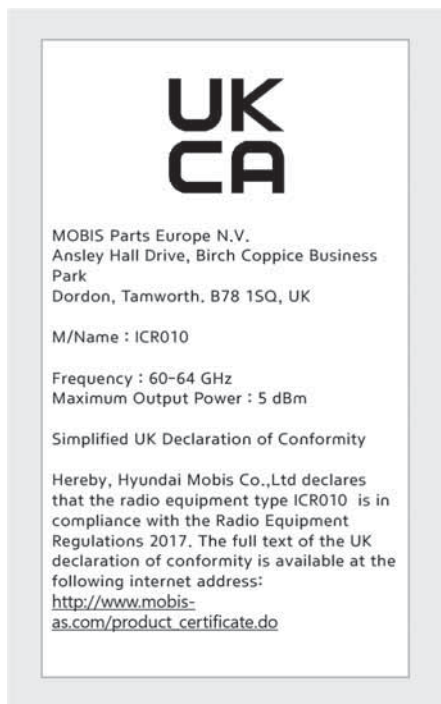 UK
CA
MOBIS Parts Europe N.V.
Ansley Hall Drive, Birch Coppice Business
Park
Dordon, Tamworth. B78 1SQ, UK
M/Name : ICR010
Frequency : 60-64 GHz
Maximum Output Power : 5 dBm
Simplified UK Declaration of Conformity
Hereby, Hyundai Mobis Co.,Ltd declares
that the radio equipment type ICR010 is in
compliance with the Radio Equipment
Regulations 2017. The full text of the UK
declaration of conformity is available at the
following internet address:
http://www.mobis-
as.com/product_certificate.do